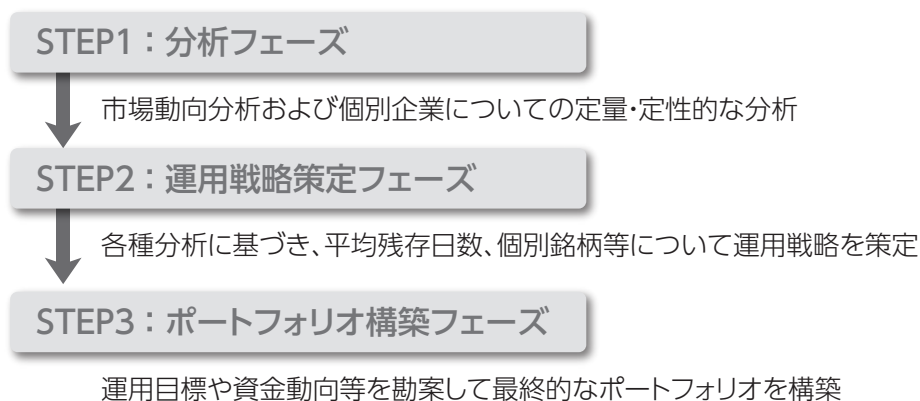 STEP1：分析フェーズ
市場動向分析および個別企業についての定量・定性的な分析
STEP2：運用戦略策定フェーズ
各種分析に基づき、平均残存日数、個別銘柄等について運用戦略を策定
STEP3：ポートフォリオ構築フェーズ
運用目標や資金動向等を勘案して最終的なポートフォリオを構築